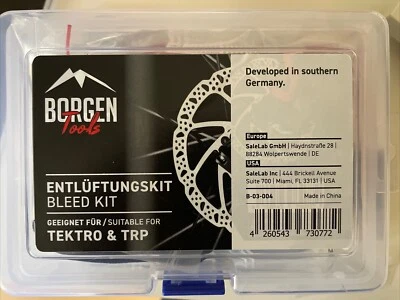 BORGEN
Tools
ENTLÜFTUNGSKIT
BLEED KIT
GEEIGNET FÜR / SUITABLE FOR
TEKTRO & TRP
Developed in southern
Germany.
Europe
SaleLab GmbH | Haydnstraße 28 |
88284 Wolpertswende | DE
USA
SaleLab Inc | 444 Brickell Avenue
Suite 700 | Miami, FL 33131 | USA
B-03-004 Made in China
4 260543 730772